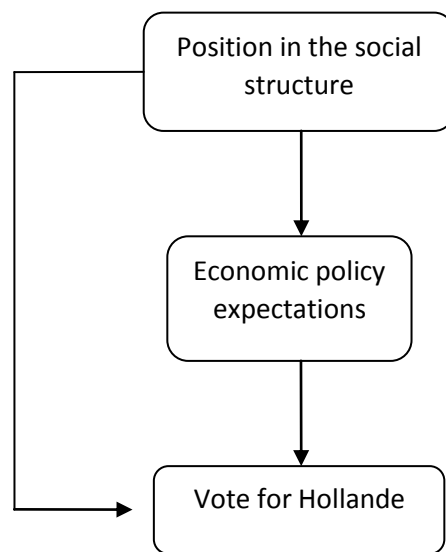 Position in the social
structure
Economic policy
expectations
Vote for Hollande